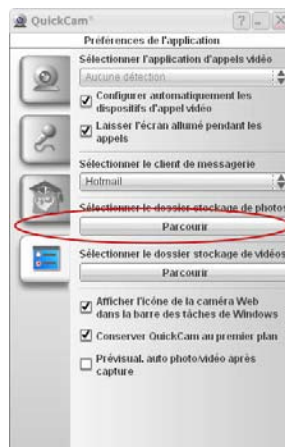 QuickCam®
Préférences de l'application
Sélectionner l'application d'appels vidéo
Aucune détection
Configurer automatiquement les
dispositifs d'appel vidéo
Laisser l'écran allumé pendant les
appels
Sélectionner le client de messagerie
Hotmail
Sélectionner le dossier stockage de photos
Parcourir
Sélectionner le dossier stockage de vidéos
Parcourir
Afficher l'icône de la caméra Web
dans la barre des tâches de Windows
Conserver QuickCam au premier plan
Prévisual. auto photo/vidéo après
capture